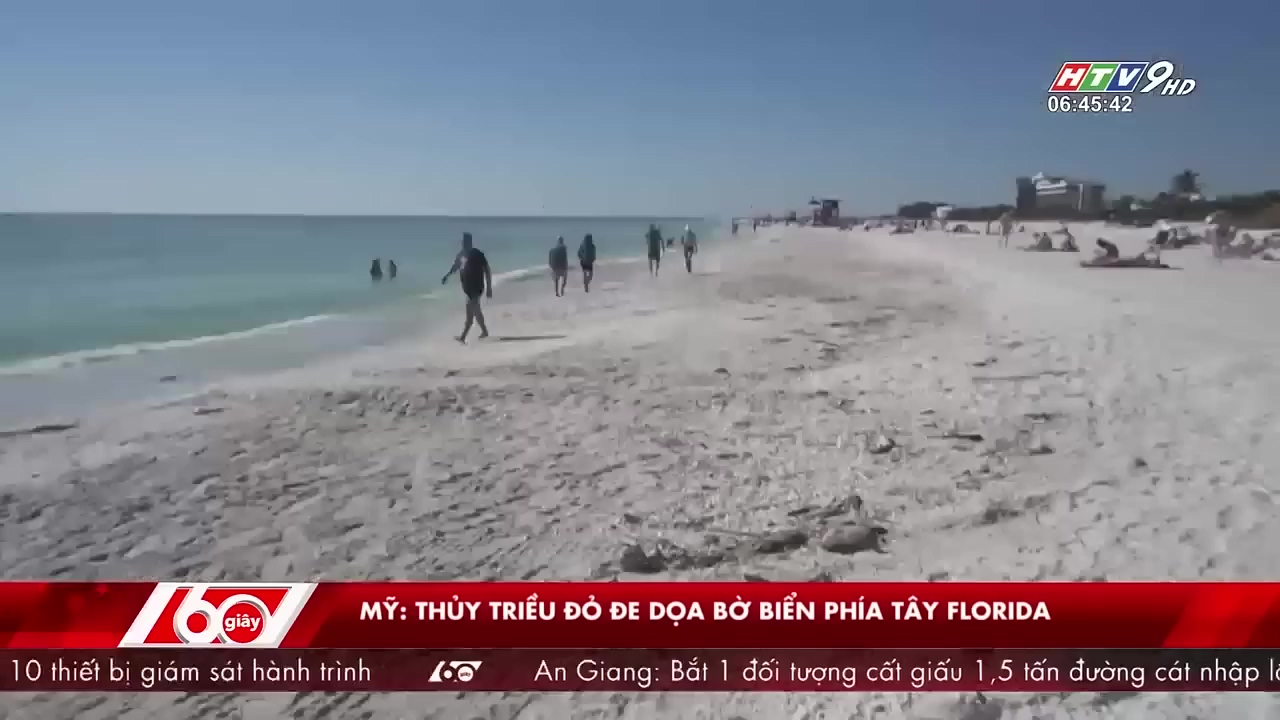 HTV9HD
06:45:42
60 giây
MỸ: THỦY TRIỀU ĐỎ ĐE DỌA BỜ BIỂN PHÍA TÂY FLORIDA
10 thiết bị giám sát hành trình
60 giây
An Giang: Bắt 1 đối tượng cất giấu 1,5 tấn đường cát nhập